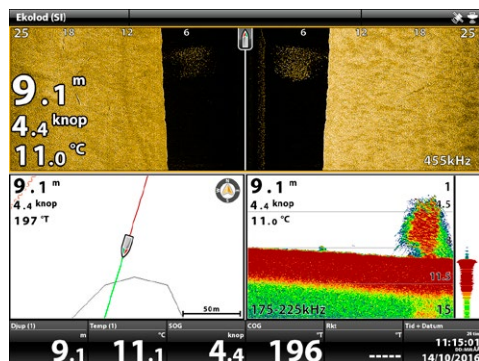 Ekolod (SI)
25 18 12 6 6 12 18 25
9.1 m
4.4 knop
11.0 °C
455kHz
9.1 m
4.4 knop
197 °T
50m
9.1 m
4.4 knop
11.0 °C
1
4.5
11.5
15
175-225kHz
Djup (1) Temp (1) SOG COG Rkt Tid + Datum
m °C knop °T °T
9.1 11.1 4.4 196 -----
11:15:01
14/10/2016